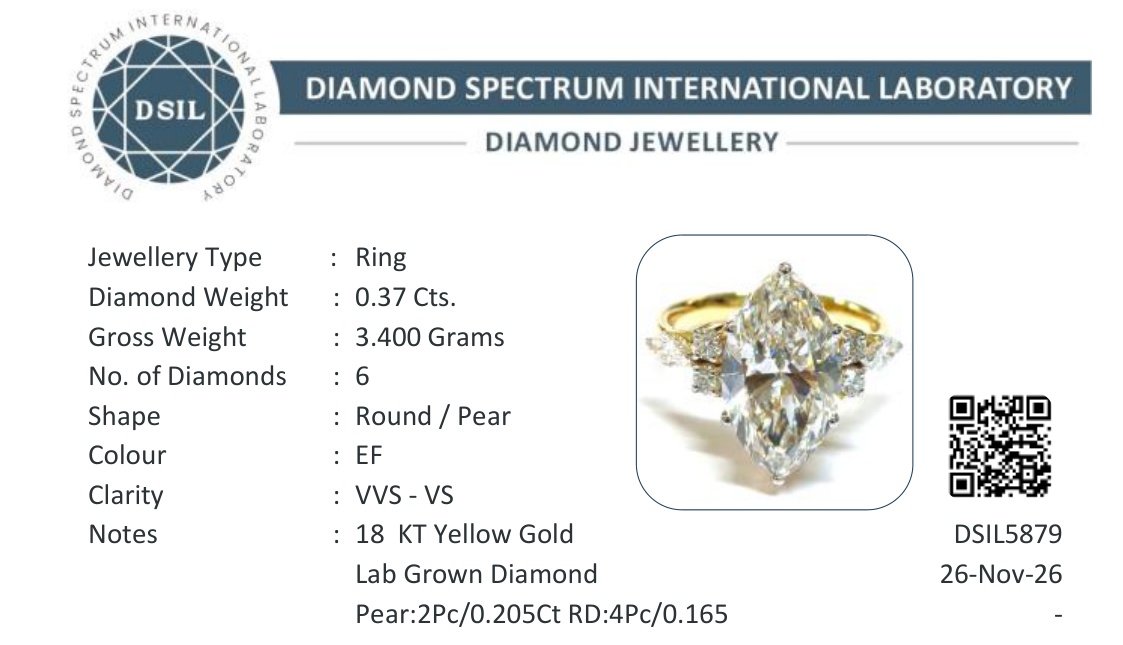 DIAMOND SPECTRUM INTERNATIONAL LABORATORY
DSIL
DIAMOND SPECTRUM INTERNATIONAL LABORATORY
DIAMOND JEWELLERY
Jewellery Type : Ring
Diamond Weight : 0.37 Cts.
Gross Weight : 3.400 Grams
No. of Diamonds : 6
Shape : Round / Pear
Colour : EF
Clarity : VVS - VS
Notes : 18 KT Yellow Gold DSIL5879
Lab Grown Diamond 26-Nov-26
Pear:2Pc/0.205Ct RD:4Pc/0.165 -